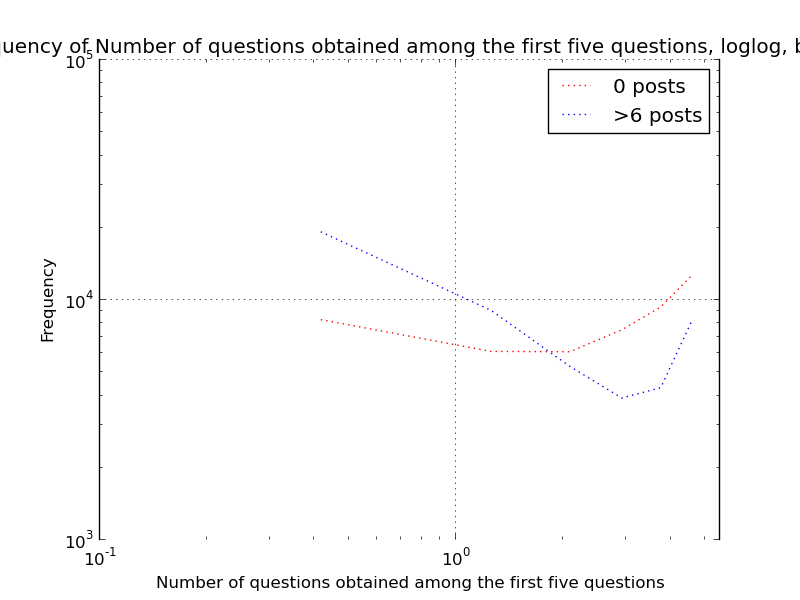 of Number of questions obtained among the first five questions, loglog,
10^5
0 posts
>6 posts
10^4
Frequency
10^3
10^-1
10^0
Number of questions obtained among the first five questions